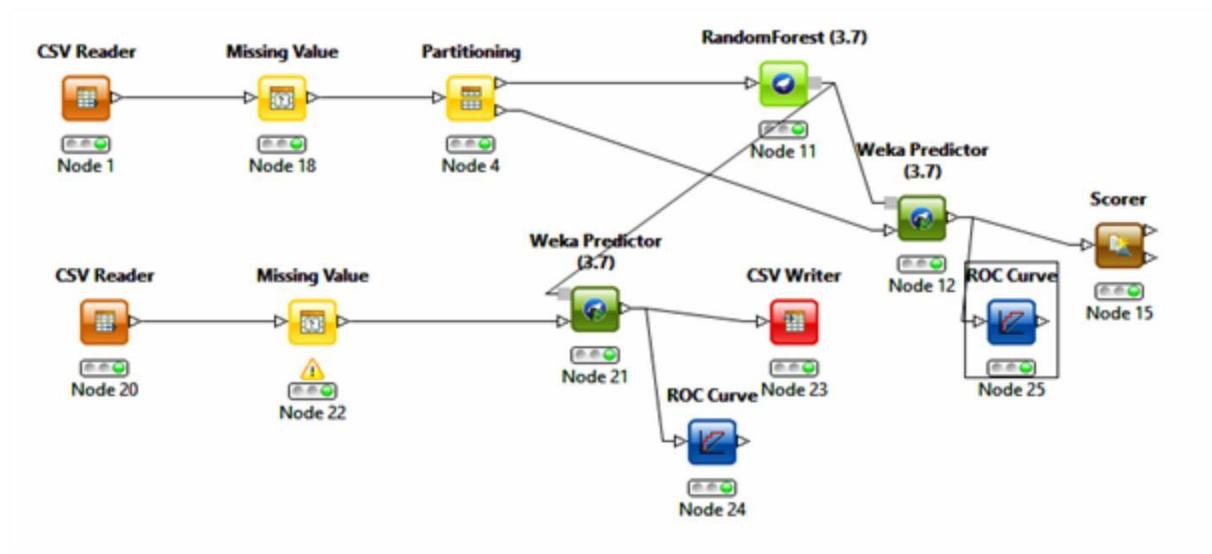 RandomForest (3.7)
CSV Reader
Missing Value
Partitioning
Node 1
Node 18
Node 4
Node 11
Weka Predictor
(3.7)
Scorer
Node 12
Node 15
Weka Predictor
(3.7)
CSV Reader
Missing Value
CSV Writer
ROC Curve
Node 20
Node 22
Node 21
Node 23
Node 25
ROC Curve
Node 24